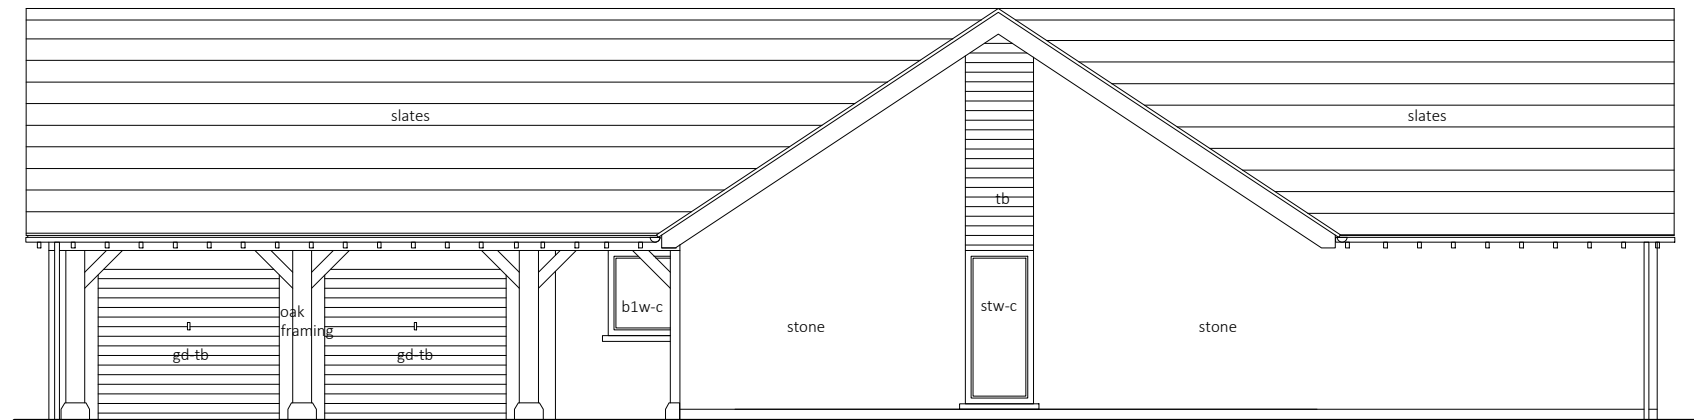 slates
slates
tb
oak
framing
b1w-c
stw-c
stone
stone
gd-tb
gd-tb